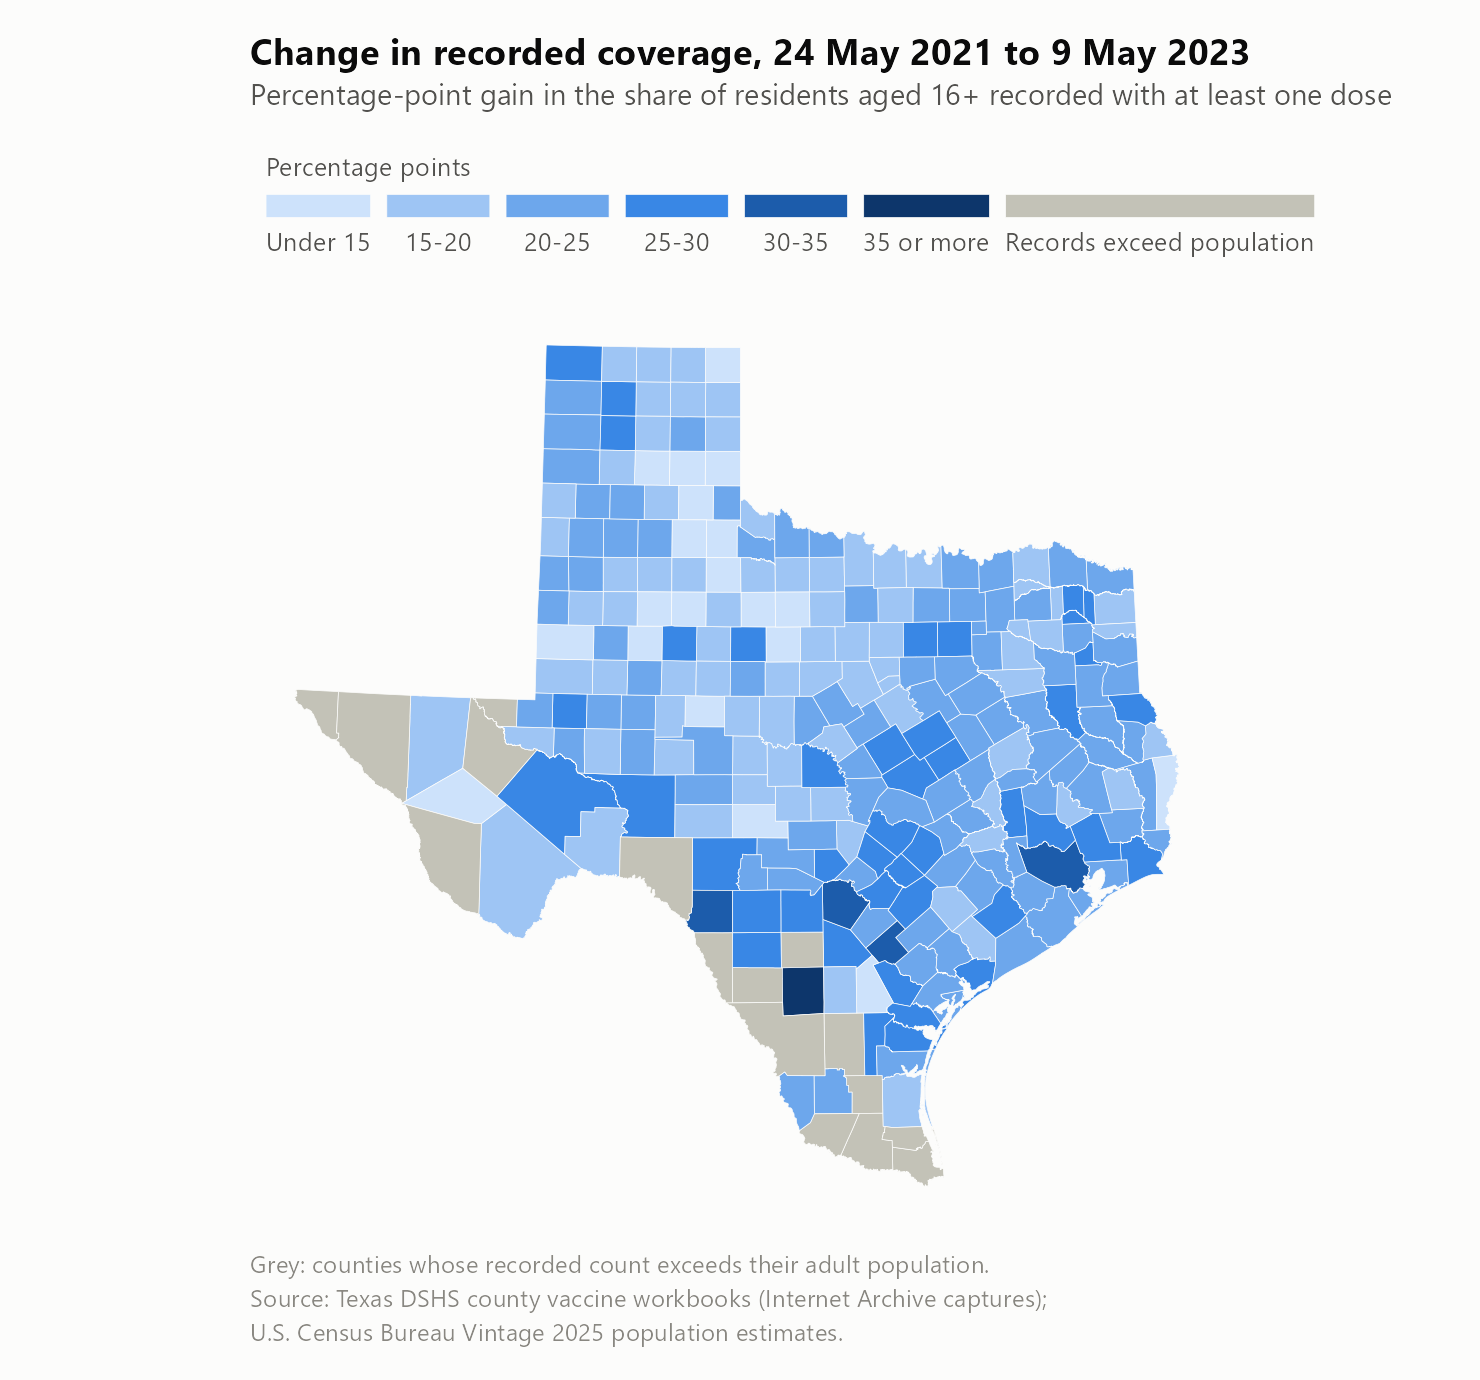 Change in recorded coverage, 24 May 2021 to 9 May 2023
Percentage-point gain in the share of residents aged 16+ recorded with at least one dose
Percentage points
Under 15 15-20 20-25 25-30 30-35 35 or more Records exceed population
Grey: counties whose recorded count exceeds their adult population.
Source: Texas DSHS county vaccine workbooks (Internet Archive captures);
U.S. Census Bureau Vintage 2025 population estimates.